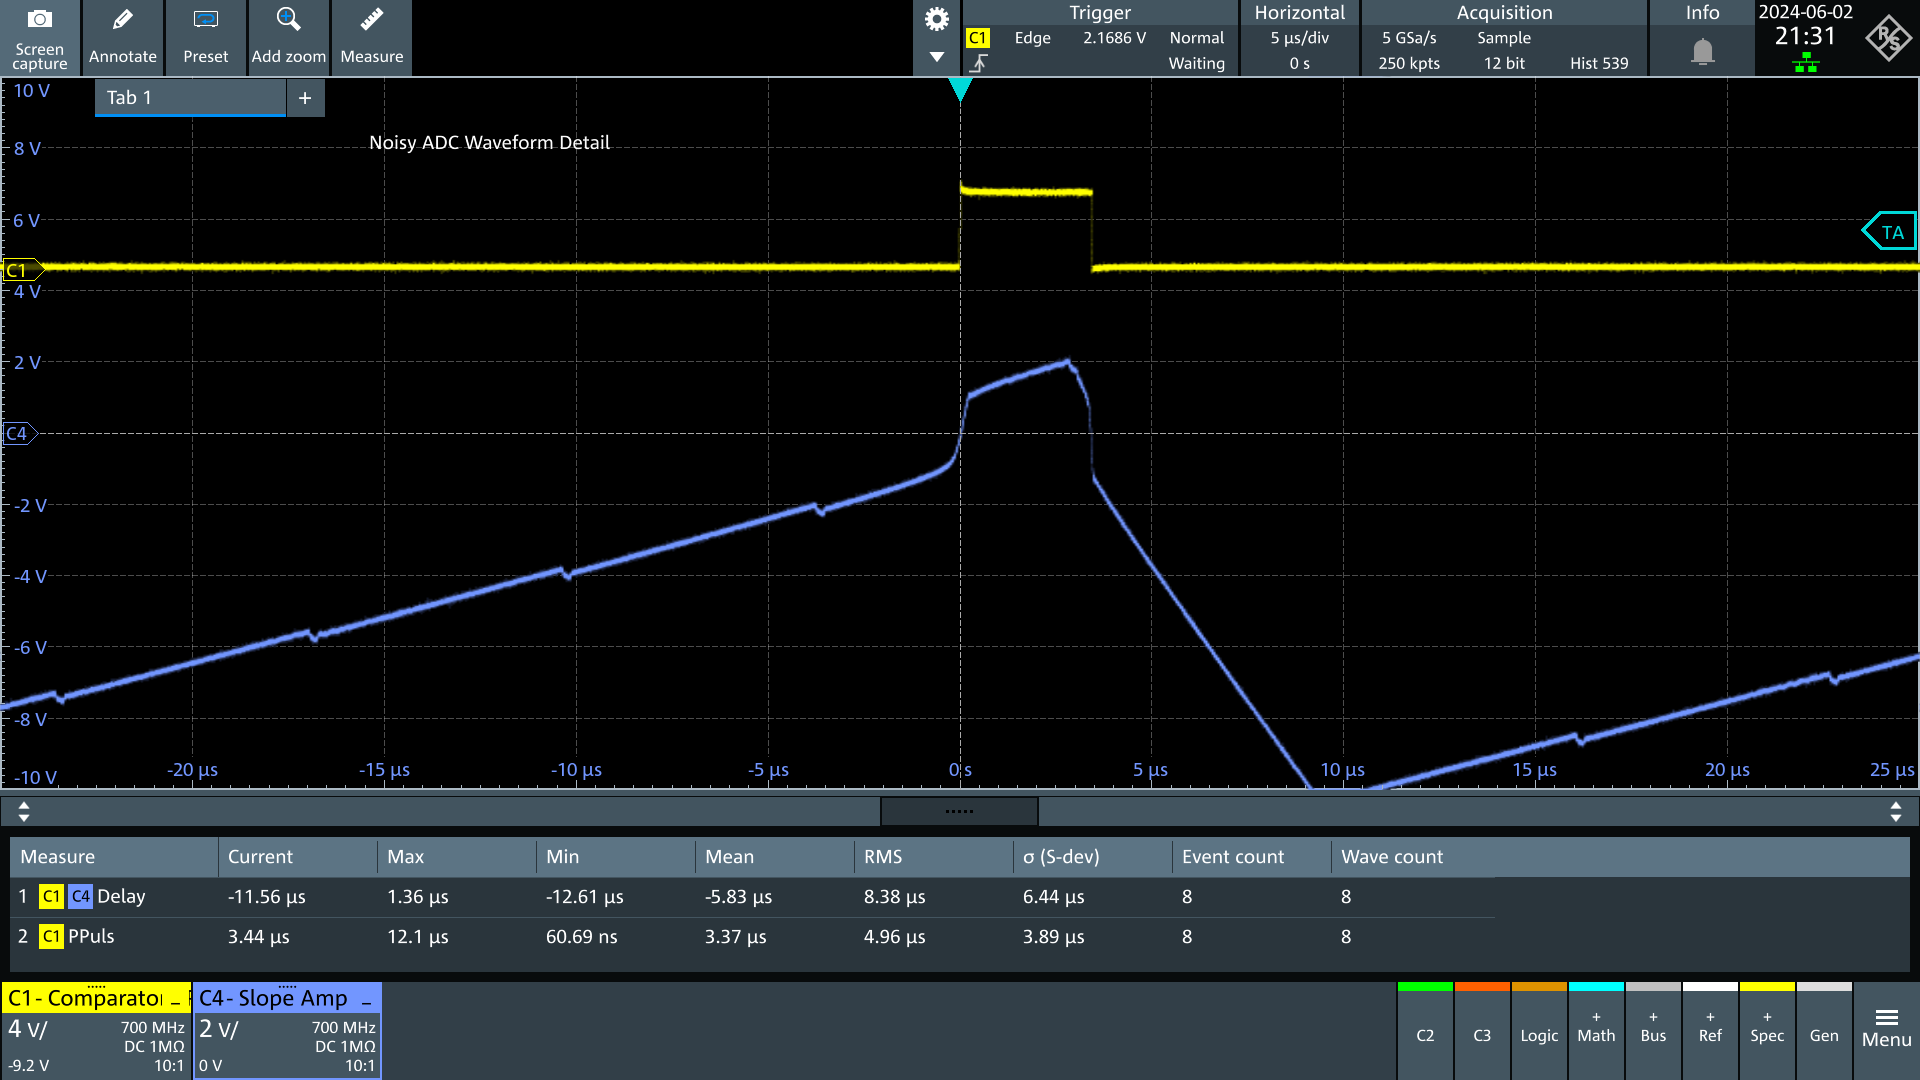 Screen capture
Annotate
Preset
Add zoom
Measure
Trigger
C1 Edge 2.1686 V Normal
Waiting
Horizontal
5 µs/div
0 s
Acquisition
5 GSa/s Sample
250 kpts 12 bit Hist 539
Info
2024-06-02
21:31
R S
Tab 1 +
Noisy ADC Waveform Detail
10 V
8 V
6 V
TA
C1
4 V
2 V
C4
-2 V
-4 V
-6 V
-8 V
-10 V
-20 µs -15 µs -10 µs -5 µs 0 s 5 µs 10 µs 15 µs 20 µs 25 µs
Measure Current Max Min Mean RMS σ (S-dev) Event count Wave count
1 C1 C4 Delay -11.56 µs 1.36 µs -12.61 µs -5.83 µs 8.38 µs 6.44 µs 8 8
2 C1 PPuls 3.44 µs 12.1 µs 60.69 ns 3.37 µs 4.96 µs 3.89 µs 8 8
C1 - Comparato
4 V/ 700 MHz
DC 1MΩ
-9.2 V 10:1
C4 - Slope Amp
2 V/ 700 MHz
DC 1MΩ
0 V 10:1
C2
C3
Logic
+ Math
+ Bus
+ Ref
+ Spec
Gen
Menu